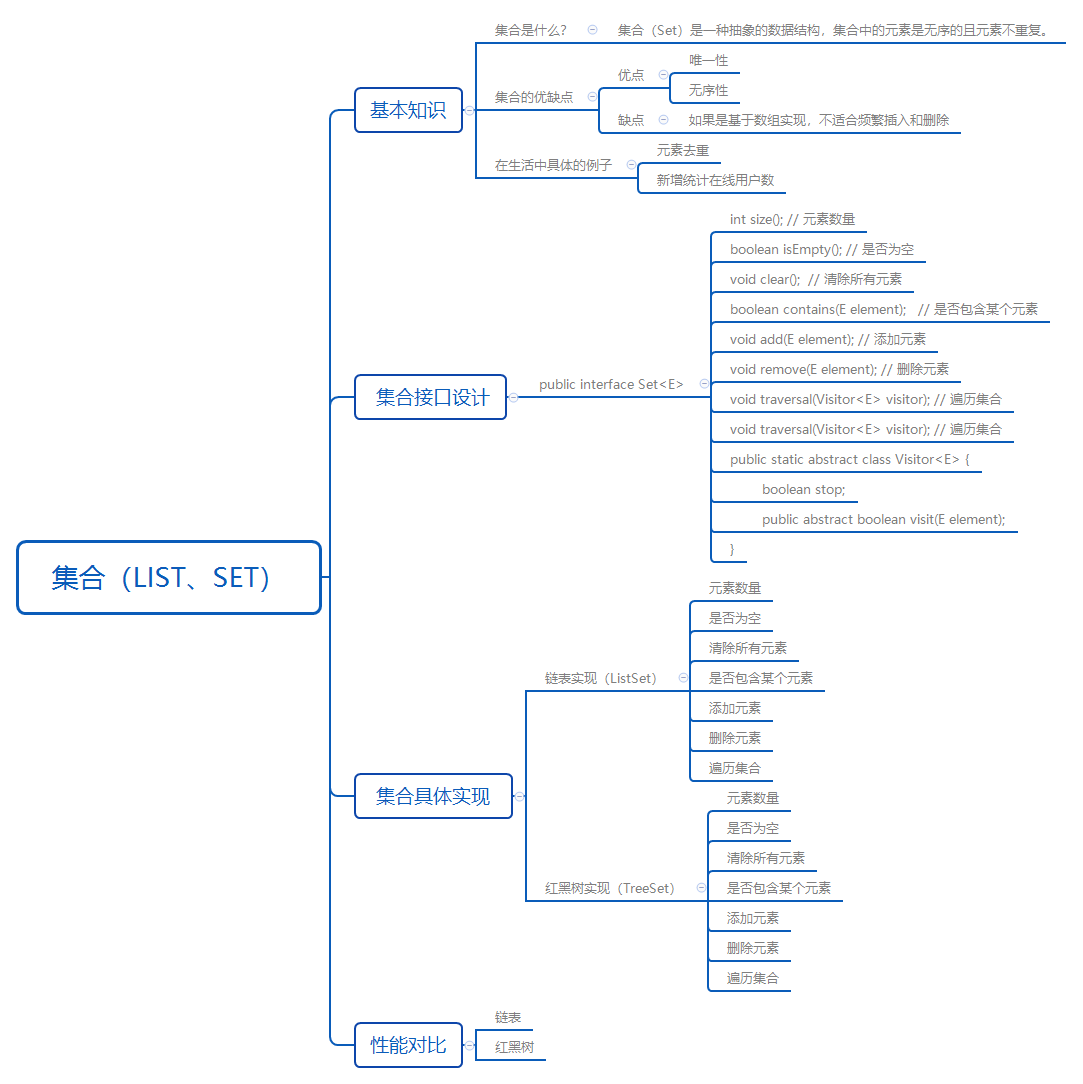 集合（LIST、SET）
基本知识
集合是什么？
集合（Set）是一种抽象的数据结构，集合中的元素是无序的且元素不重复。
集合的优缺点
优点
唯一性
无序性
缺点
如果是基于数组实现，不适合频繁插入和删除
在生活中具体的例子
元素去重
新增统计在线用户数
集合接口设计
public interface Set<E>
int size(); // 元素数量
boolean isEmpty(); // 是否为空
void clear();  // 清除所有元素
boolean contains(E element);   // 是否包含某个元素
void add(E element); // 添加元素
void remove(E element); // 删除元素
void traversal(Visitor<E> visitor); // 遍历集合
void traversal(Visitor<E> visitor); // 遍历集合
public static abstract class Visitor<E> {
boolean stop;
public abstract boolean visit(E element);
}
集合具体实现
链表实现（ListSet）
元素数量
是否为空
清除所有元素
是否包含某个元素
添加元素
删除元素
遍历集合
红黑树实现（TreeSet）
元素数量
是否为空
清除所有元素
是否包含某个元素
添加元素
删除元素
遍历集合
性能对比
链表
红黑树